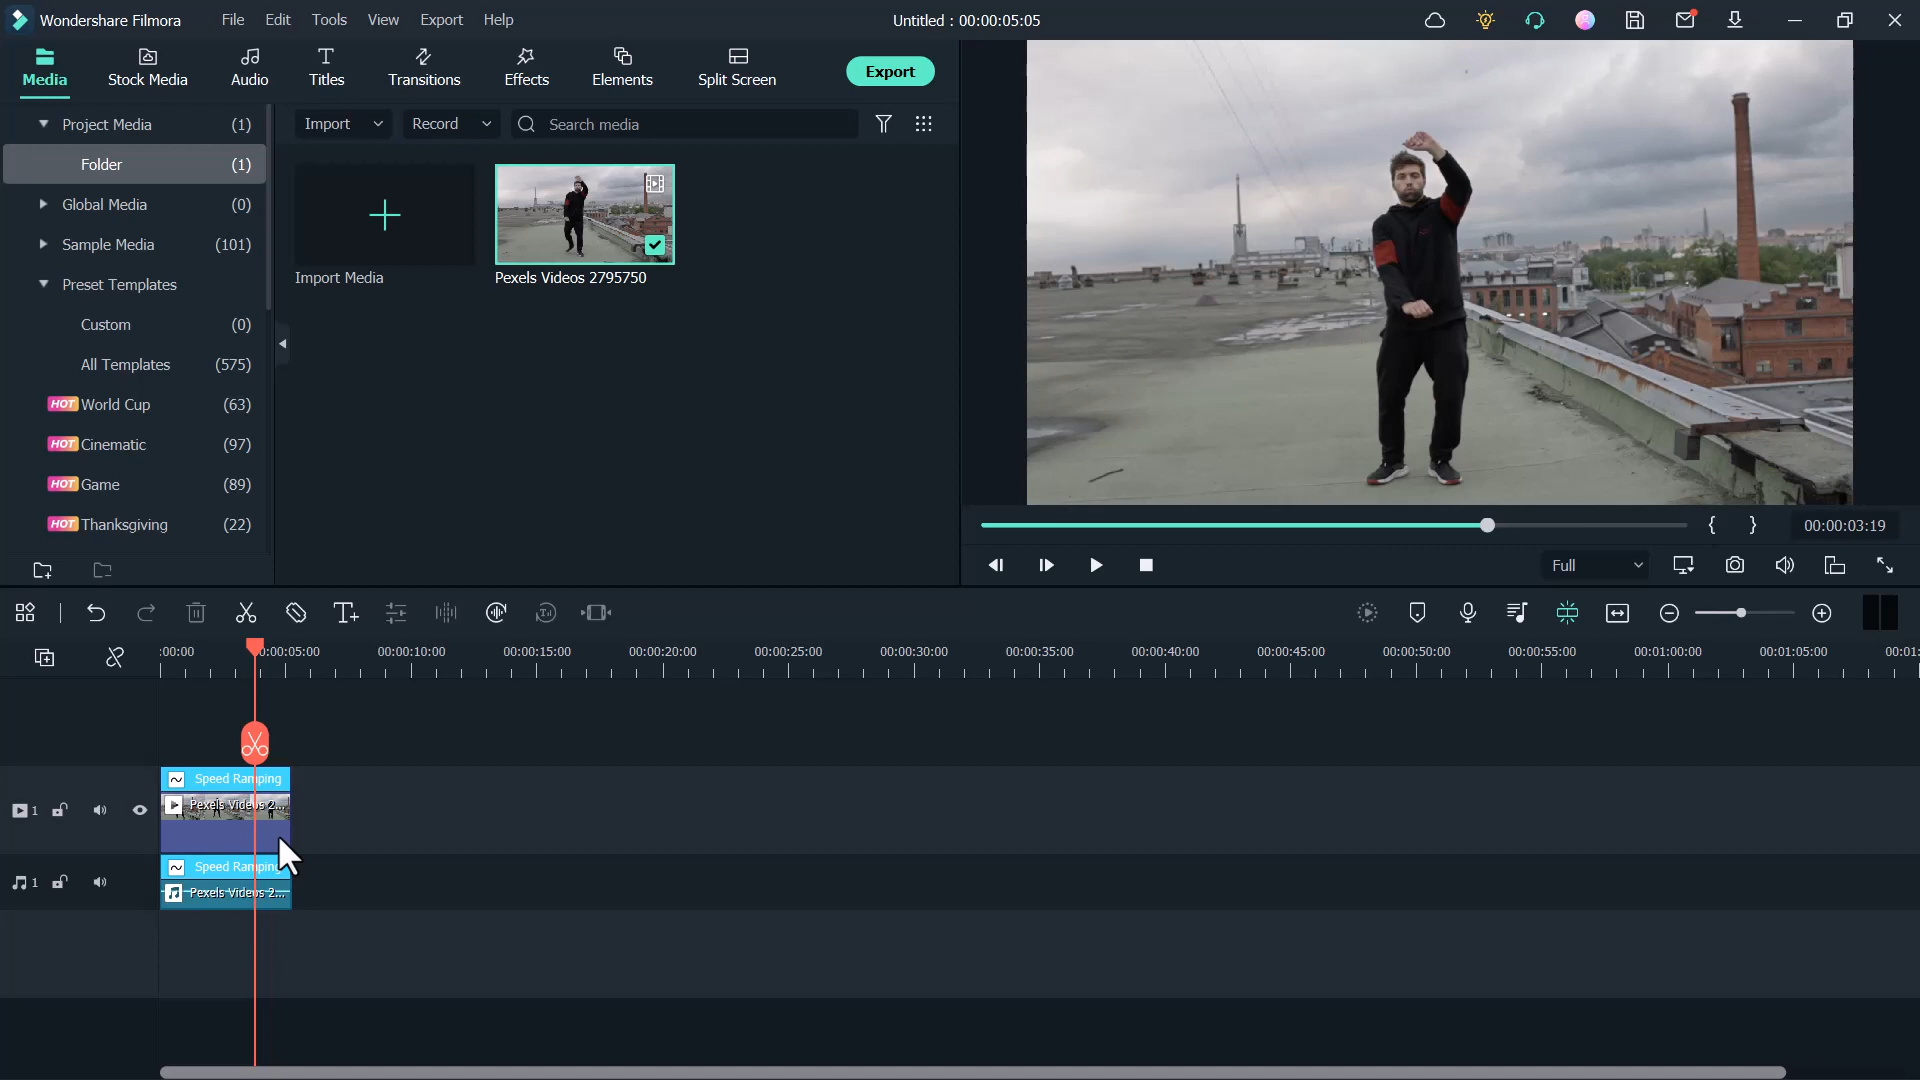 Wondershare Filmora
File Edit Tools View Export Help
Untitled : 00:00:05:05
Media Stock Media Audio Titles Transitions Effects Elements Split Screen
Export
Project Media (1)
Folder (1)
Global Media (0)
Sample Media (101)
Preset Templates
Custom (0)
All Templates (575)
HOT World Cup (63)
HOT Cinematic (97)
HOT Game (89)
HOT Thanksgiving (22)
Import Record Search media
Import Media
Pexels Videos 2795750
{ } 00:00:03:19
Full
:00:00 0:00:05:00 00:00:10:00 00:00:15:00 00:00:20:00 00:00:25:00 00:00:30:00 00:00:35:00 00:00:40:00 00:00:45:00 00:00:50:00 00:00:55:00 00:01:00:00 00:01:05:00 00:01:
Speed Ramping
1 Pexels Videos 2...
Speed Ramping
1 Pexels Videos 2...